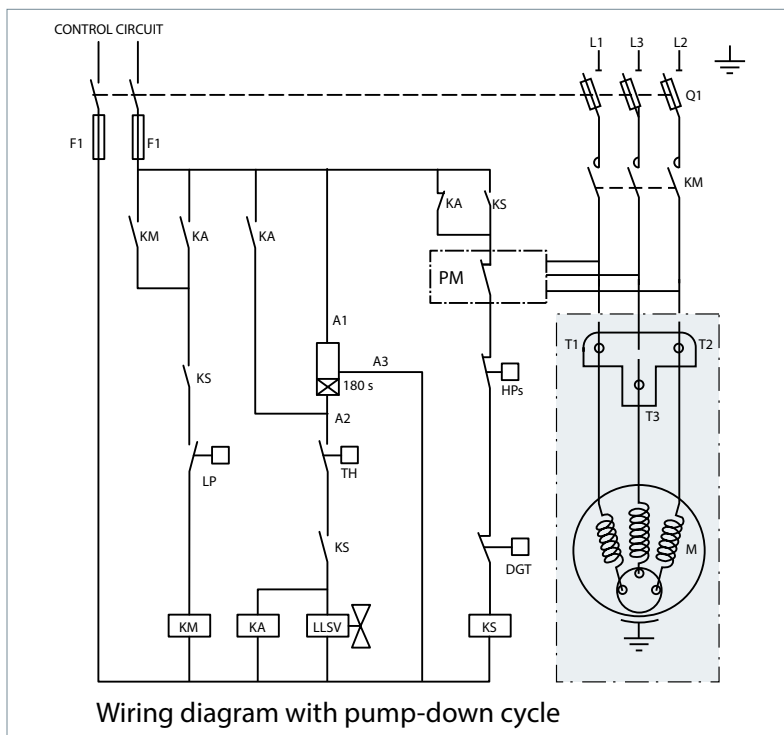 CONTROL CIRCUIT
L1 L3 L2
Q1
F1 F1
KM
KA KS
KM KA KA
PM
A1
T1 T2
A3
180 s
KS HPs
A2 T3
LP TH
KS M
DGT
KM KA LLSV KS
Wiring diagram with pump-down cycle